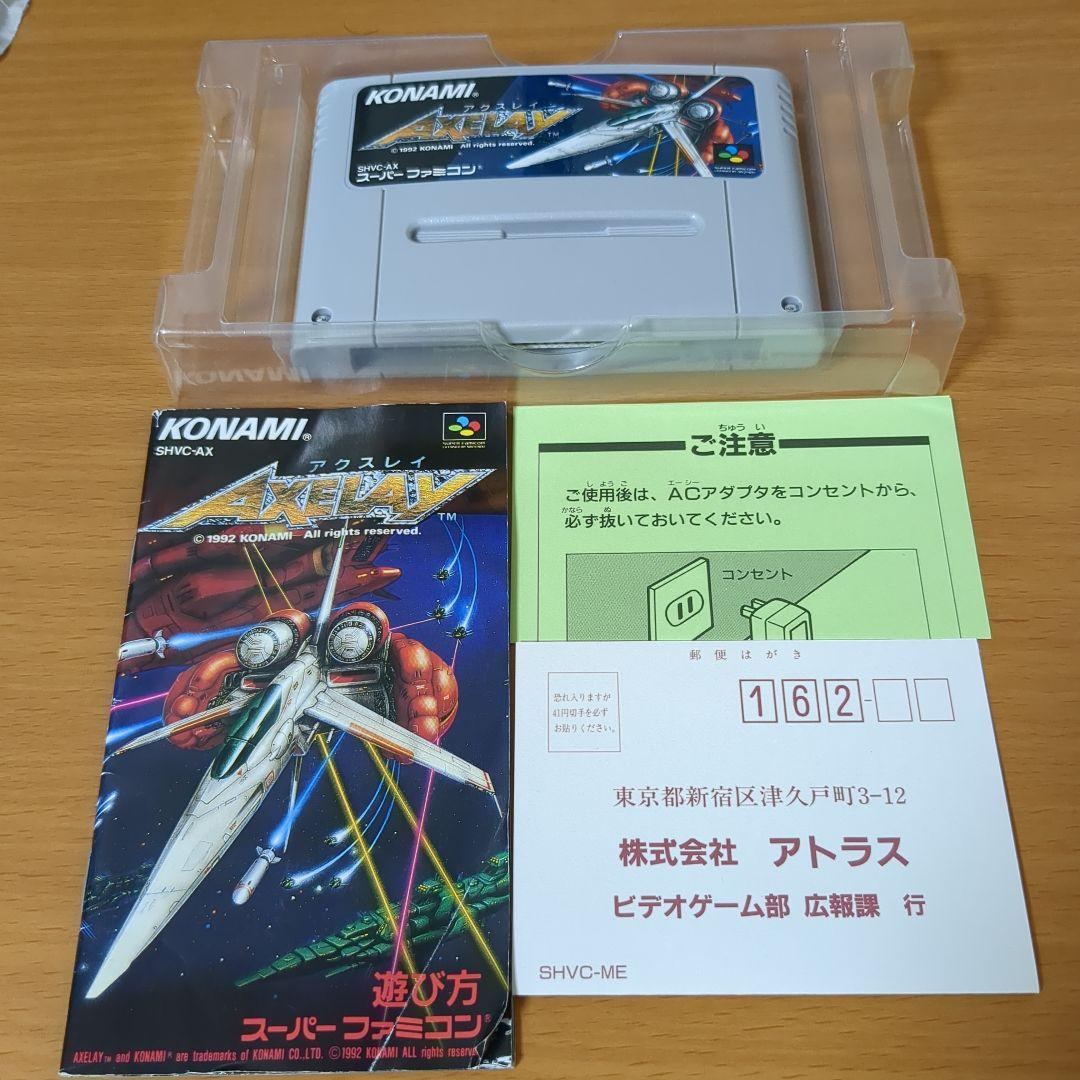 KONAMI®
アクスレイ
AXELAY™
© 1992 KONAMI All rights reserved.
SHVC-AX
スーパーファミコン®
KONAMI
KONAMI®
SHVC-AX
アクスレイ
AXELAY™
© 1992 KONAMI All rights reserved.
SUPER FAMICOM
遊び方
スーパーファミコン®
AXELAY™ and KONAMI® are trademarks of KONAMI CO.,LTD. ©1992 KONAMI ALL rights reserve
ちゅうい
ご注意
しようご エーシー
ご使用後は、ACアダプタをコンセントから、
かなら ぬ
必ず抜いておいてください。
コンセント
郵便はがき
恐れ入りますが
41円切手を必ず
お貼りください。
162-
東京都新宿区津久戸町3-12
株式会社 アトラス
ビデオゲーム部 広報課 行
SHVC-ME